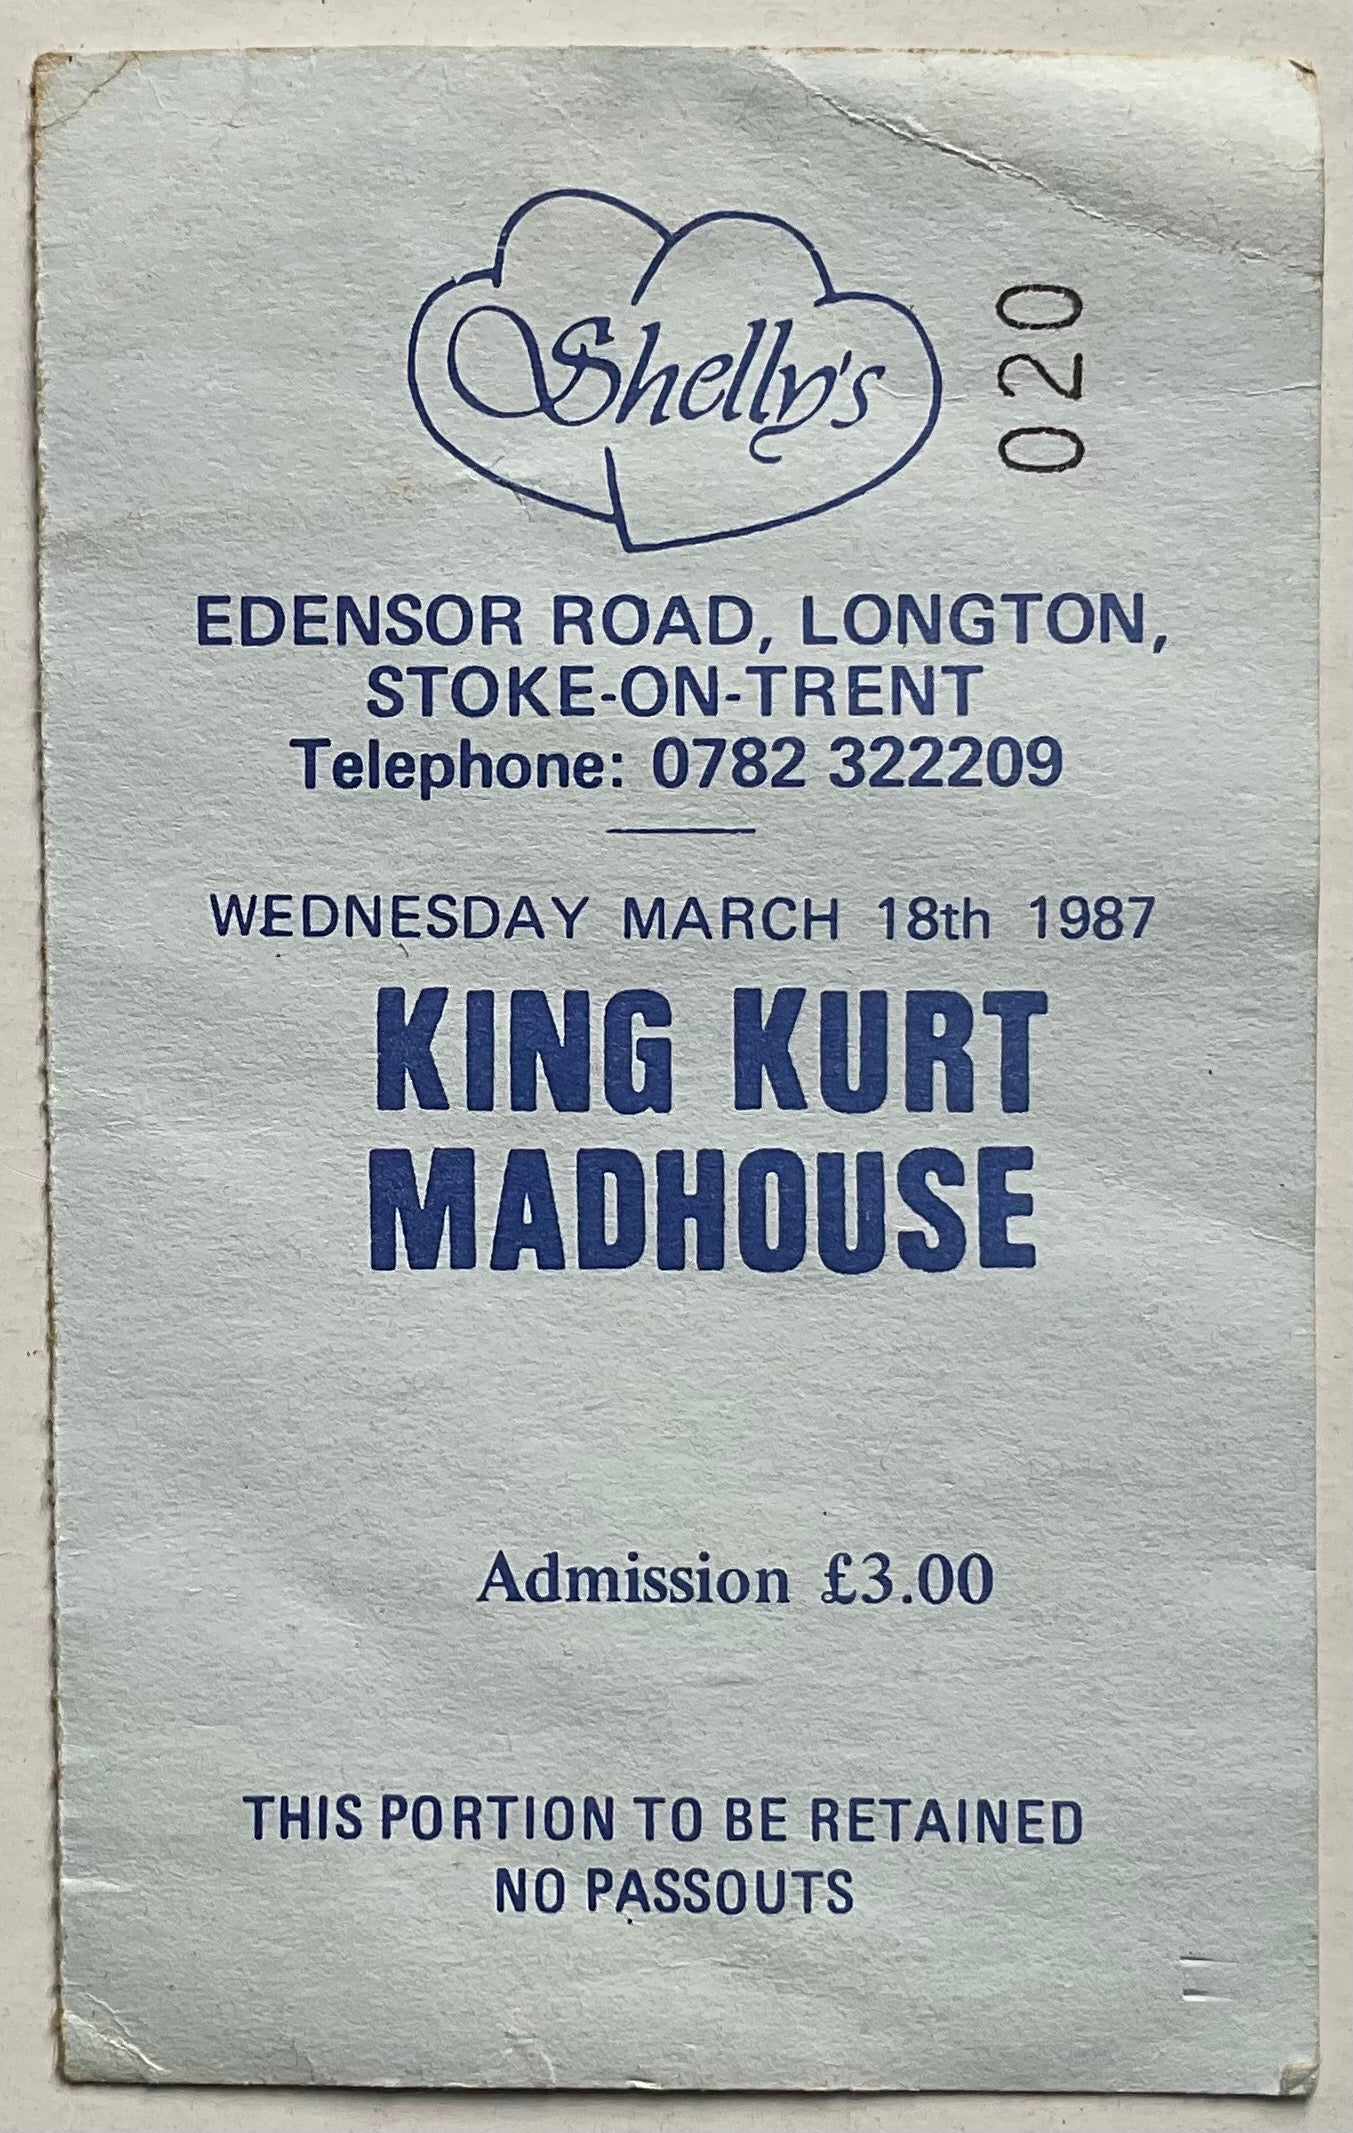 Shelly's
020
EDENSOR ROAD, LONGTON,
STOKE-ON-TRENT
Telephone: 0782 322209
WEDNESDAY MARCH 18th 1987
KING KURT
MADHOUSE
Admission £3.00
THIS PORTION TO BE RETAINED
NO PASSOUTS